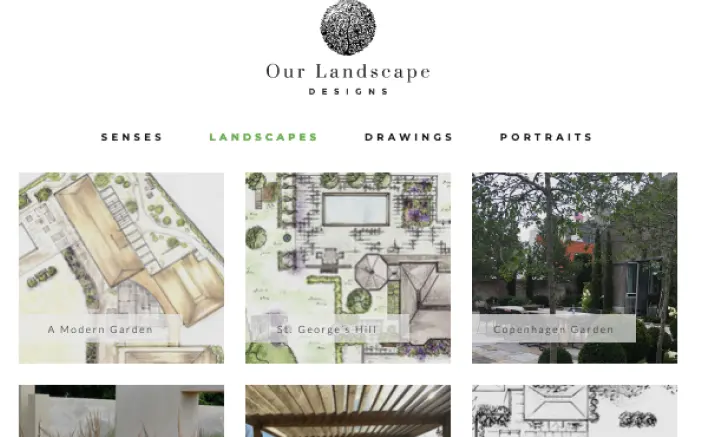 Our Landscape
DESIGNS
SENSES LANDSCAPES DRAWINGS PORTRAITS
A Modern Garden
St. George's Hill
Copenhagen Garden